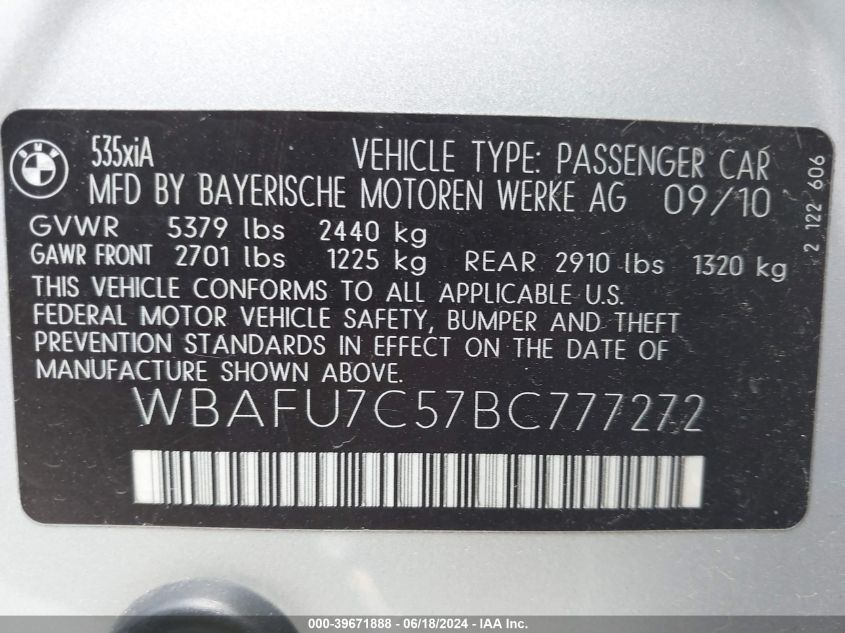 BMW
535xiA VEHICLE TYPE: PASSENGER CAR
MFD BY BAYERISCHE MOTOREN WERKE AG 09/10
GVWR 5379 lbs 2440 kg
GAWR FRONT 2701 lbs 1225 kg REAR 2910 lbs 1320 kg
THIS VEHICLE CONFORMS TO ALL APPLICABLE U.S.
FEDERAL MOTOR VEHICLE SAFETY, BUMPER AND THEFT
PREVENTION STANDARDS IN EFFECT ON THE DATE OF
MANUFACTURE SHOWN ABOVE.
WBAFU7C57BC777272
2 122 606
000-39671888 - 06/18/2024 - IAA Inc.